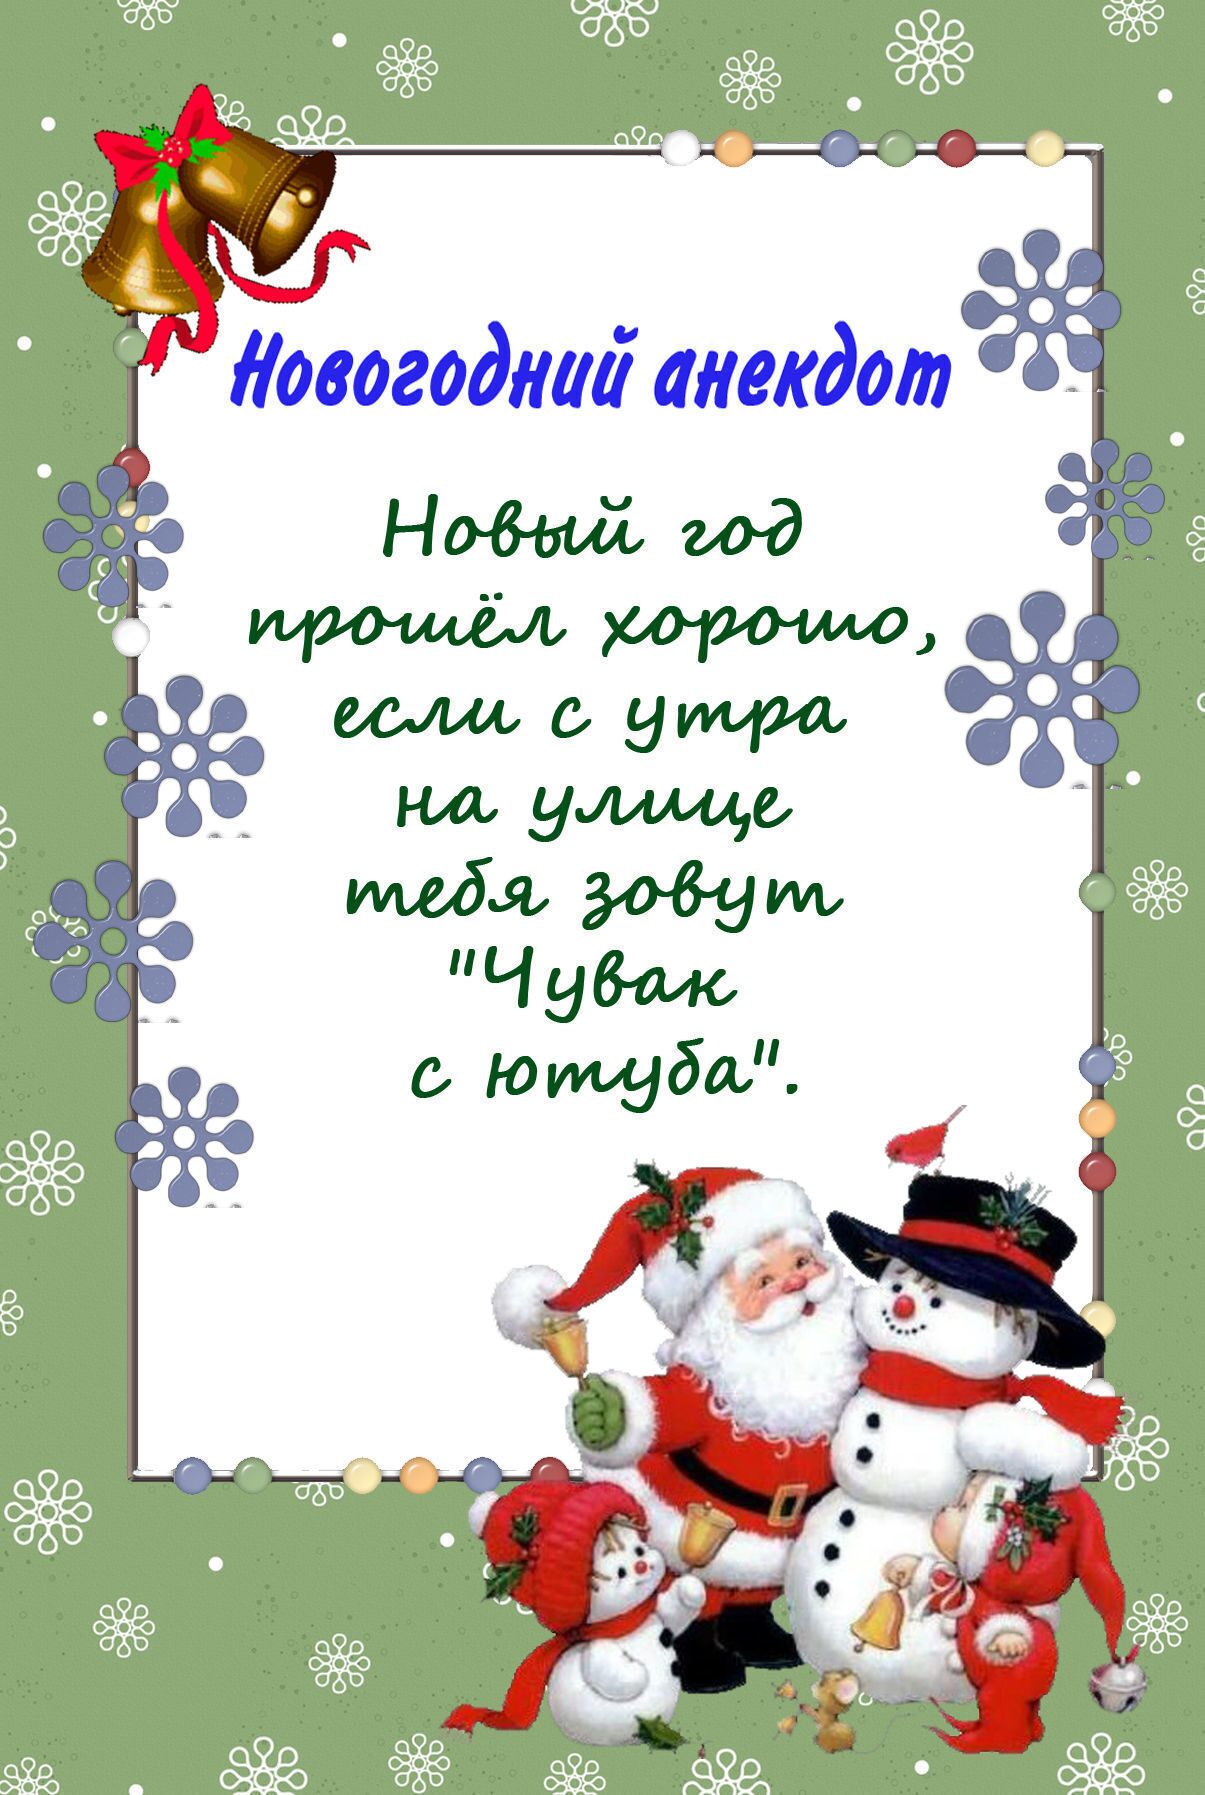 Новогодний анекдот
Новый год
прошёл хорошо,
если с утра
на улице
тебя зовут
"Чувак
с ютуба".